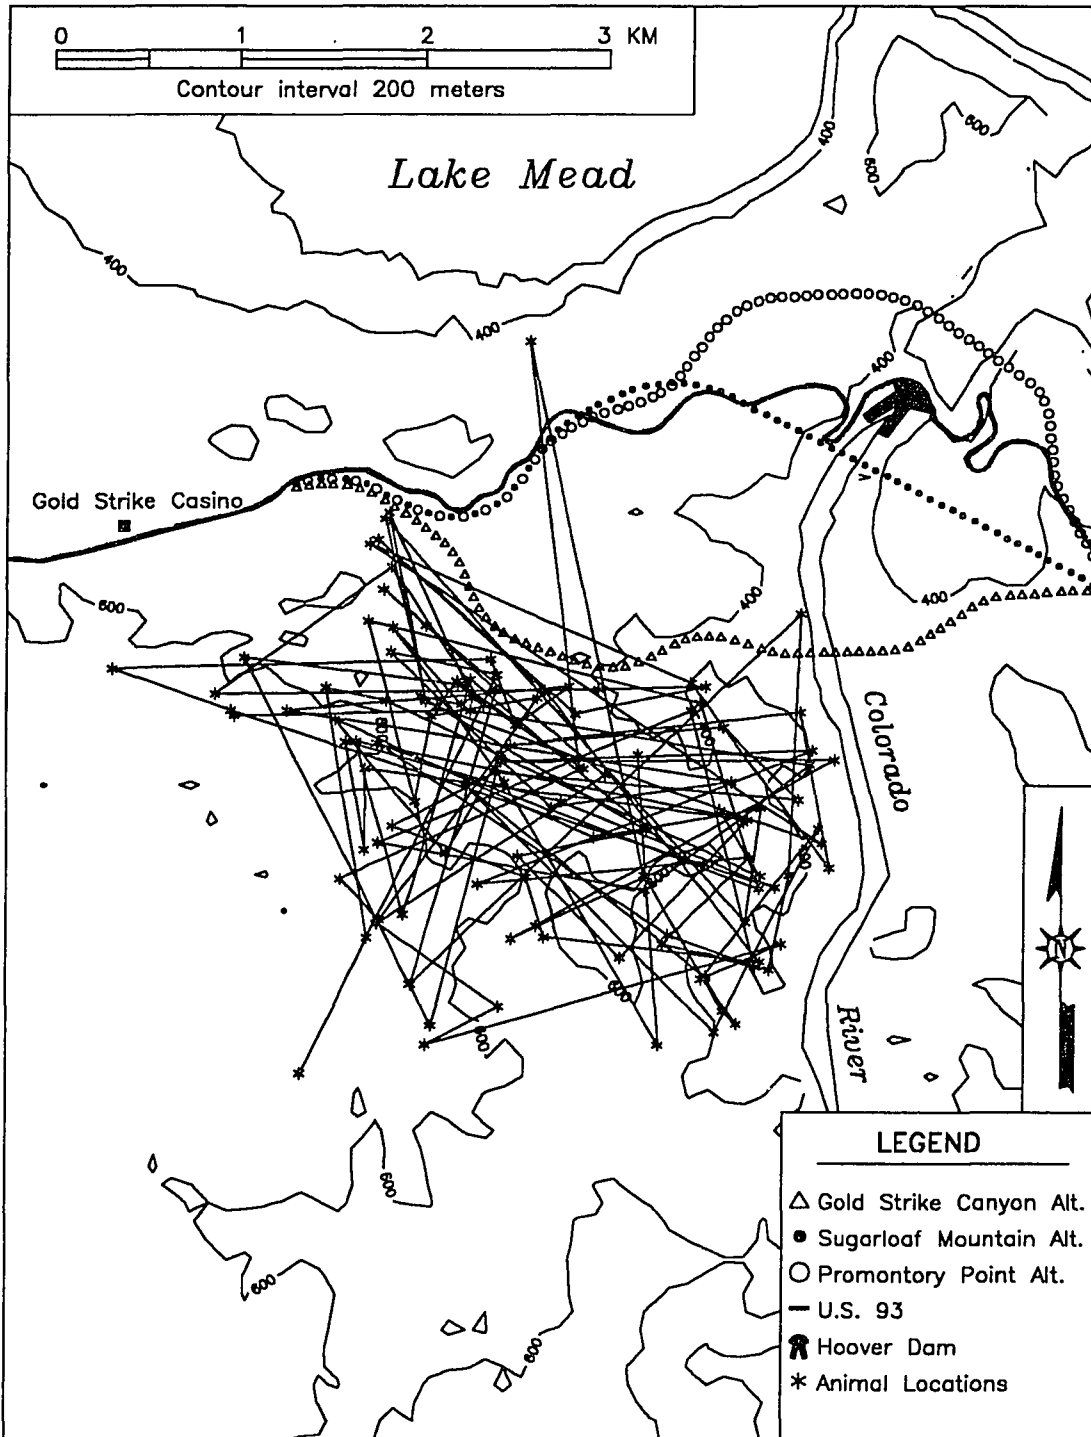 0 1 2 3 KM
Contour interval 200 meters
Lake Mead
400
600
600
400
400
400
Gold Strike Casino
600
400
400
Colorado
600
River
600
600
600
600
N
LEGEND
Gold Strike Canyon Alt.
Sugarloaf Mountain Alt.
Promontory Point Alt.
U.S. 93
Hoover Dam
Animal Locations